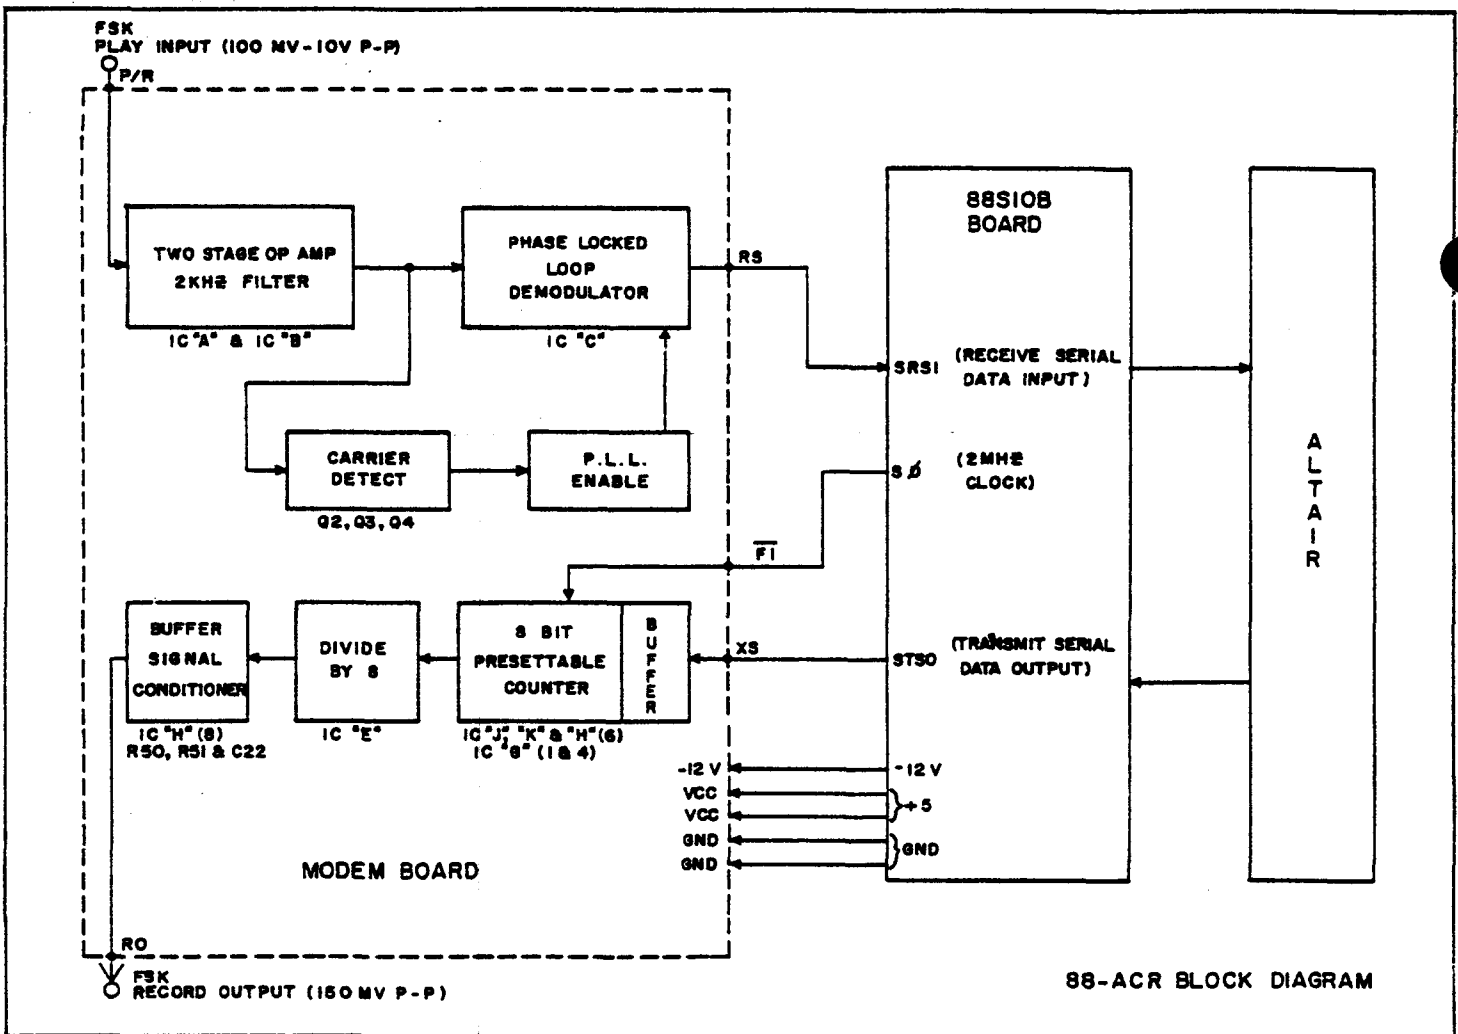 FSK
PLAY INPUT (100 MV-10V P-P)
P/R
TWO STAGE OP AMP
2KHZ FILTER
IC "A" & IC "B"
PHASE LOCKED
LOOP
DEMODULATOR
IC "C"
RS
88SIOB
BOARD
SRSI (RECEIVE SERIAL
DATA INPUT)
CARRIER
DETECT
Q2, Q3, Q4
P.L.L.
ENABLE
SØ (2MHZ
CLOCK)
F1
ALTAIR
BUFFER
SIGNAL
CONDITIONER
IC "H" (8)
R50, R51 & C22
DIVIDE
BY 8
IC "E"
8 BIT
PRESETTABLE
COUNTER
BUFFER
IC "J", "K" & "H" (6)
IC "G" (1 & 4)
XS
STSO (TRANSMIT SERIAL
DATA OUTPUT)
-12 V
-12 V
VCC
VCC
+5
GND
GND
GND
MODEM BOARD
RO
FSK
RECORD OUTPUT (150 MV P-P)
88-ACR BLOCK DIAGRAM